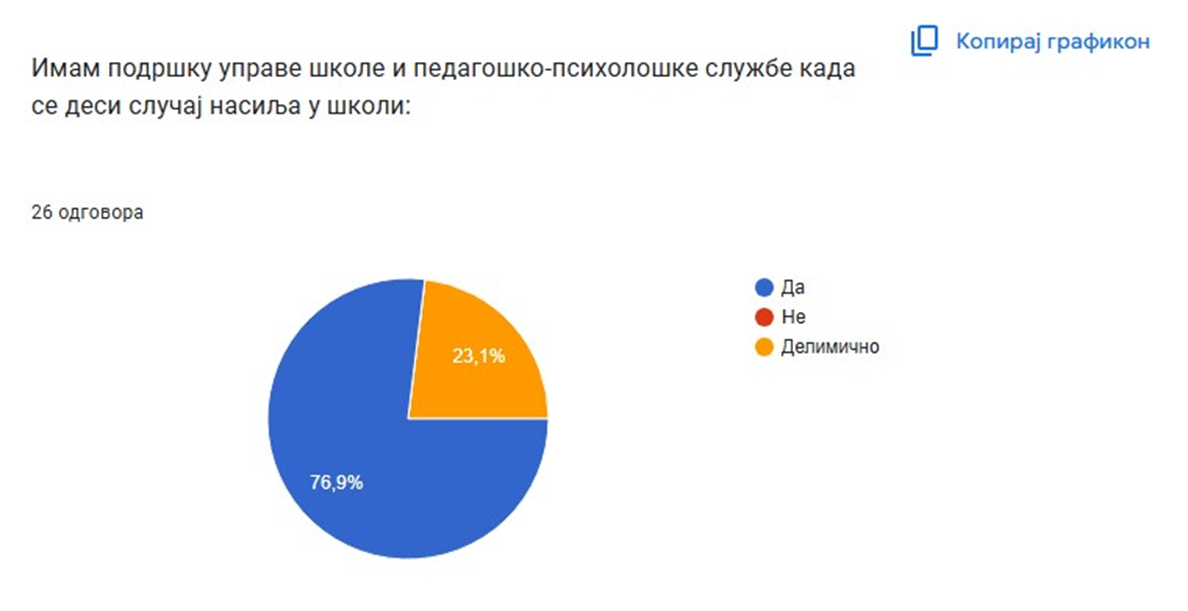 Копирај графикон
Имам подршку управе школе и педагошко-психолошке службе када
се деси случај насиља у школи:
26 одговора
Да
Не
Делимично
23,1%
76,9%